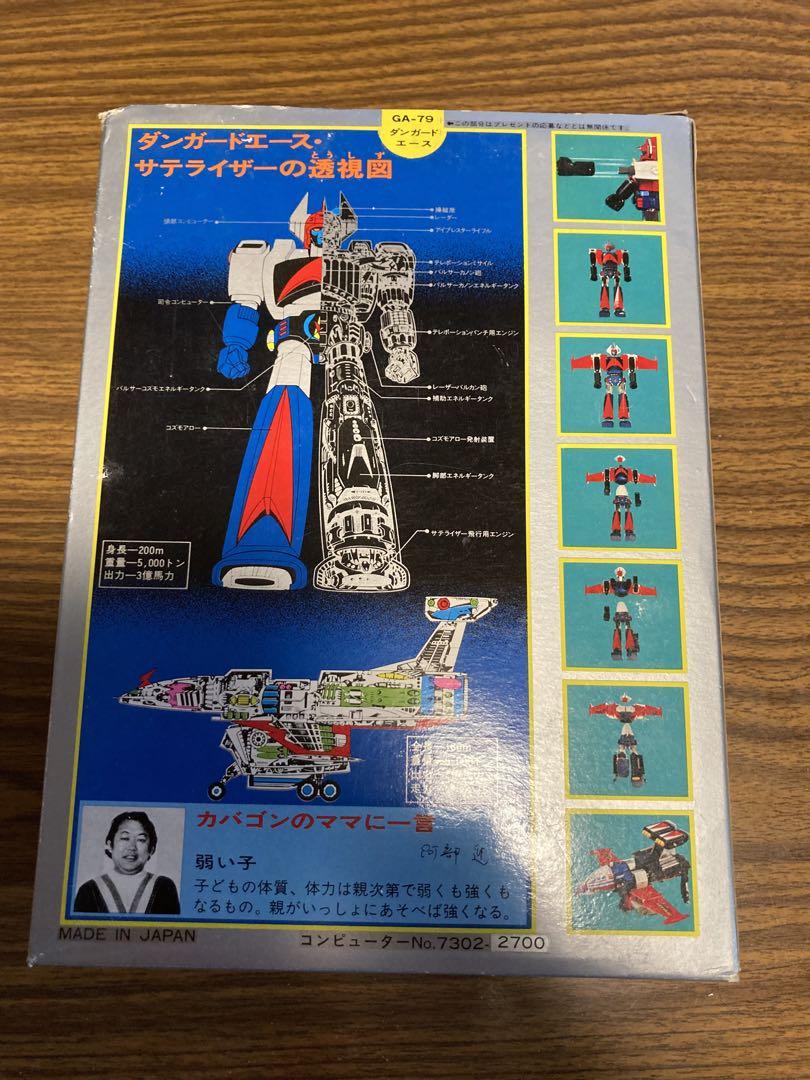 GA-79
ダンガード
エース
⬅この部分はプレゼントの応募などとは無関係です。
ダンガードエース・
サテライザーの透視図
とうしず
頭部コンピューター
操縦席
レーダー
アイブレスターライフル
テレポーションミサイル
パルサーカノン砲
パルサーカノンエネルギータンク
司令コンピューター
テレポーションパンチ用エンジン
パルサーコズモエネルギータンク
レーザーバルカン砲
補助エネルギータンク
コズモアロー
コズモアロー発射装置
脚部エネルギータンク
サテライザー飛行用エンジン
身長—200m
重量—5,000トン
出力—3億馬力
カバゴンのママに一言
阿部 進
弱い子
子どもの体質、体力は親次第で弱くも強くも
なるもの。親がいっしょにあそべば強くなる。
MADE IN JAPAN
コンピューターNo.7302-2700